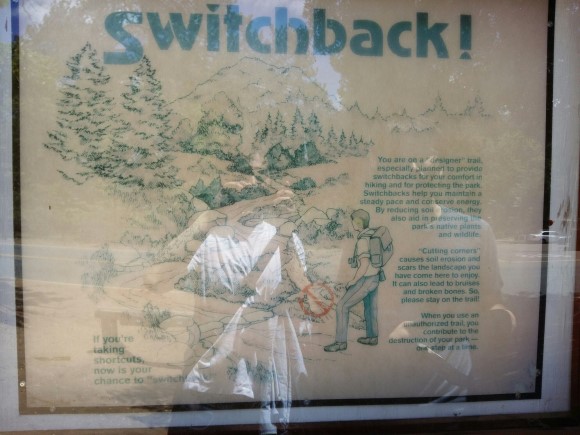 Switchback!
You are on a "designer" trail,
especially planned to provide
switchbacks for your comfort in
hiking and for protecting the park.
Switchbacks help you maintain a
steady pace and conserve energy.
By reducing soil erosion, they
also aid in preserving the
park's native plants
and wildlife.
"Cutting corners"
causes soil erosion and
scars the landscape you
have come here to enjoy.
It can also lead to bruises
and broken bones. So,
please stay on the trail!
When you use an
unauthorized trail, you
contribute to the
destruction of your park —
one step at a time.
If you're
taking
shortcuts,
now is your
chance to "switch